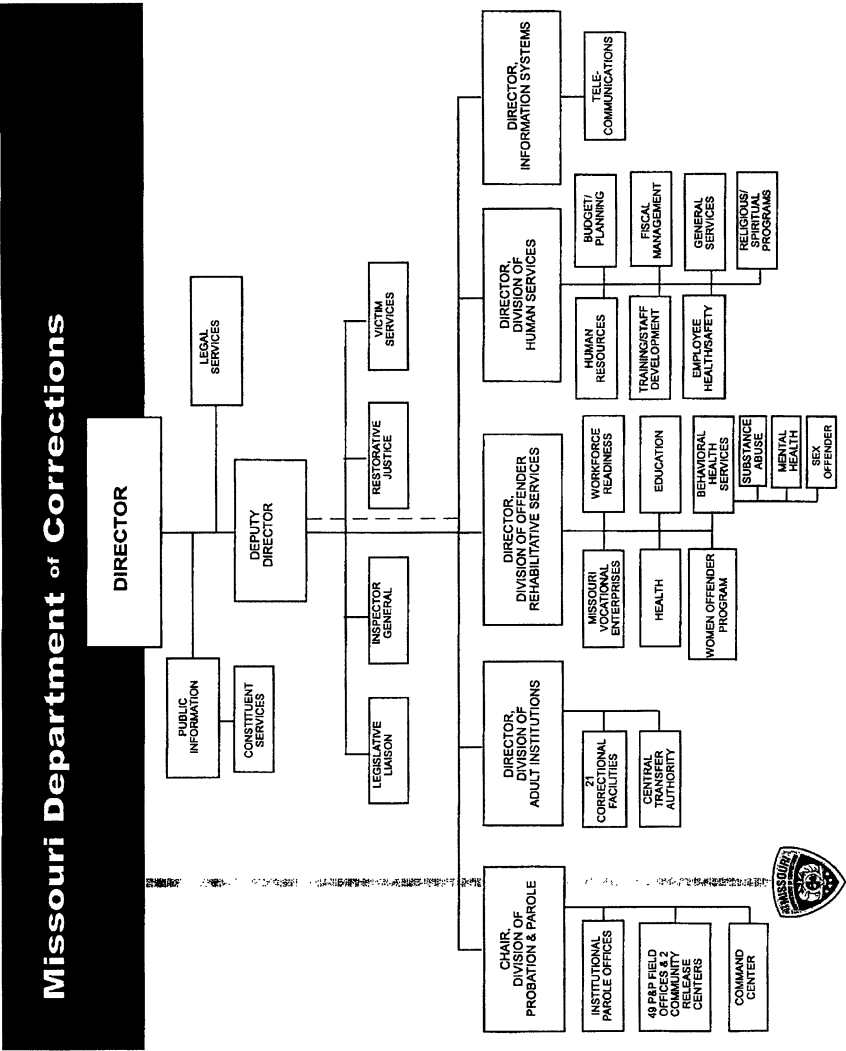 Missouri Department of Corrections
DIRECTOR
PUBLIC
INFORMATION
CONSTITUENT
SERVICES
LEGAL
SERVICES
DEPUTY
DIRECTOR
LEGISLATIVE
LIAISON
INSPECTOR
GENERAL
RESTORATIVE
JUSTICE
VICTIM
SERVICES
CHAIR,
DIVISION OF
PROBATION & PAROLE
INSTITUTIONAL
PAROLE OFFICES
49 P&P FIELD
OFFICES & 2
COMMUNITY
RELEASE
CENTERS
COMMAND
CENTER
DIRECTOR,
DIVISION OF
ADULT INSTITUTIONS
21
CORRECTIONAL
FACILITIES
CENTRAL
TRANSFER
AUTHORITY
DIRECTOR,
DIVISION OF OFFENDER
REHABILITATIVE SERVICES
MISSOURI
VOCATIONAL
ENTERPRISES
WORKFORCE
READINESS
HEALTH
EDUCATION
WOMEN OFFENDER
PROGRAM
BEHAVIORAL
HEALTH
SERVICES
SUBSTANCE
ABUSE
MENTAL
HEALTH
SEX
OFFENDER
DIRECTOR,
DIVISION OF
HUMAN SERVICES
HUMAN
RESOURCES
BUDGET/
PLANNING
TRAINING/STAFF
DEVELOPMENT
FISCAL
MANAGEMENT
EMPLOYEE
HEALTH/SAFETY
GENERAL
SERVICES
RELIGIOUS/
SPIRITUAL
PROGRAMS
DIRECTOR,
INFORMATION SYSTEMS
TELE-
COMMUNICATIONS
MISSOURI